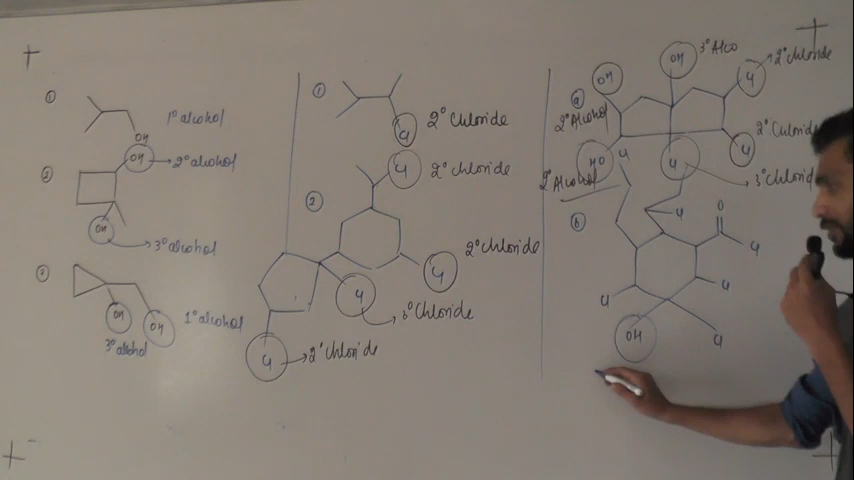 ①
OH
1° alcohol
②
OH
2° alcohol
OH
3° alcohol
③
OH
OH
1° alcohol
3° alcohol
①
Cl
2° Chloride
②
Cl
2° Chloride
Cl
2° Chloride
Cl
3° Chloride
Cl
2° Chloride
ⓐ
OH
OH
3° Alco
Cl
2° Chloride
2° Alcohol
Cl
2° Chloride
HO
Cl
3° Chlorid
2° Alcohol
ⓑ
Cl
Cl
O
Cl
Cl
Cl
OH
Cl